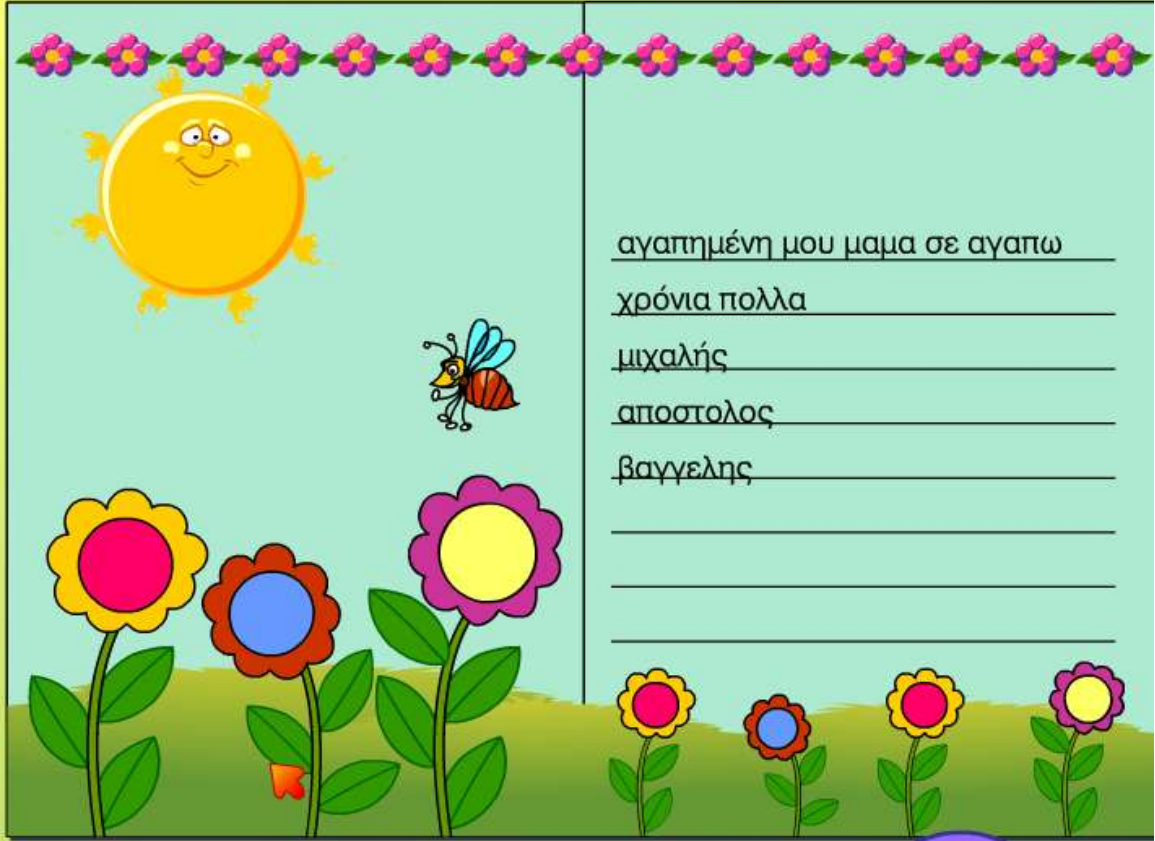 αγαπημένη μου μαμα σε αγαπω
χρόνια πολλα
μιχαλής
αποστολος
βαγγελης